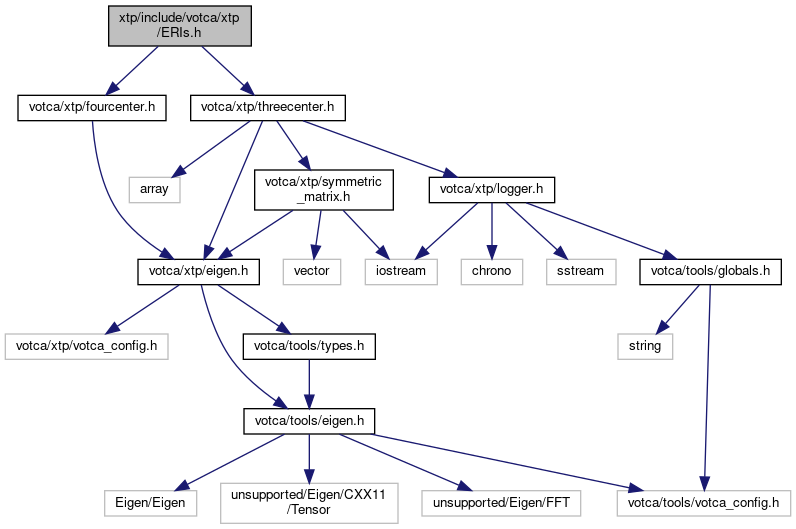 xtp/include/votca/xtp
/ERIs.h
votca/xtp/fourcenter.h
votca/xtp/threecenter.h
array
votca/xtp/symmetric
_matrix.h
votca/xtp/logger.h
votca/xtp/eigen.h
vector
iostream
chrono
sstream
votca/tools/globals.h
votca/xtp/votca_config.h
votca/tools/types.h
string
votca/tools/eigen.h
Eigen/Eigen
unsupported/Eigen/CXX11
/Tensor
unsupported/Eigen/FFT
votca/tools/votca_config.h